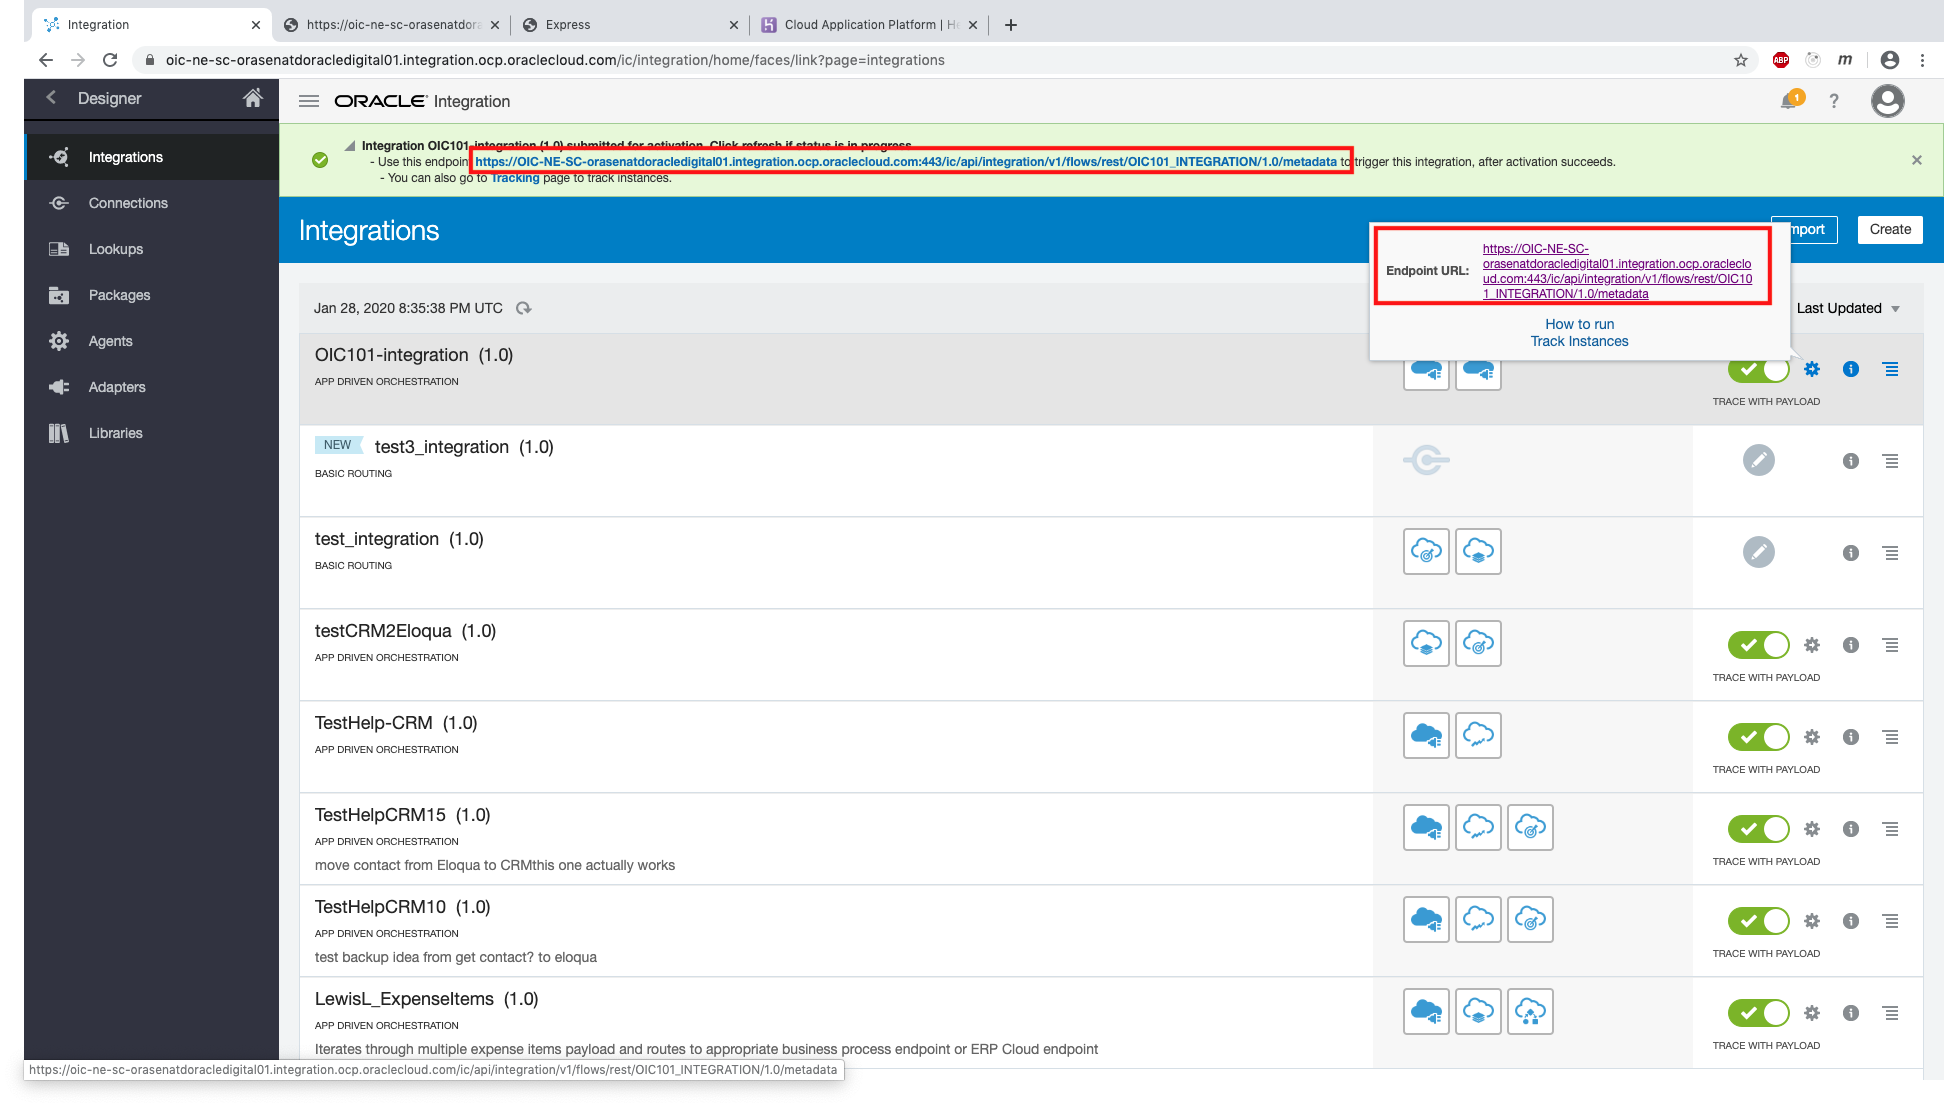 Integration
https://oic-ne-sc-orasenatdora
Express
Cloud Application Platform | He
oic-ne-sc-orasenatdoracledigital01.integration.ocp.oraclecloud.com/ic/integration/home/faces/link?page=integrations
ABP
m
Designer
ORACLE® Integration
1
?
Integration OIC101-integration (1.0) submitted for activation. Click refresh if status is in progress.
- Use this endpoint https://OIC-NE-SC-orasenatdoracledigital01.integration.ocp.oraclecloud.com:443/ic/api/integration/v1/flows/rest/OIC101_INTEGRATION/1.0/metadata to trigger this integration, after activation succeeds.
- You can also go to Tracking page to track instances.
Integrations
Connections
Lookups
Packages
Agents
Adapters
Libraries
Integrations
mport
Create
Endpoint URL: https://OIC-NE-SC-
orasenatdoracledigital01.integration.ocp.oracleclo
ud.com:443/ic/api/integration/v1/flows/rest/OIC10
1_INTEGRATION/1.0/metadata
How to run
Track Instances
Jan 28, 2020 8:35:38 PM UTC
Last Updated
OIC101-integration (1.0)
APP DRIVEN ORCHESTRATION
TRACE WITH PAYLOAD
NEW test3_integration (1.0)
BASIC ROUTING
test_integration (1.0)
BASIC ROUTING
testCRM2Eloqua (1.0)
APP DRIVEN ORCHESTRATION
TRACE WITH PAYLOAD
TestHelp-CRM (1.0)
APP DRIVEN ORCHESTRATION
TRACE WITH PAYLOAD
TestHelpCRM15 (1.0)
APP DRIVEN ORCHESTRATION
TRACE WITH PAYLOAD
move contact from Eloqua to CRMthis one actually works
TestHelpCRM10 (1.0)
APP DRIVEN ORCHESTRATION
TRACE WITH PAYLOAD
test backup idea from get contact? to eloqua
LewisL_ExpenseItems (1.0)
APP DRIVEN ORCHESTRATION
TRACE WITH PAYLOAD
Iterates through multiple expense items payload and routes to appropriate business process endpoint or ERP Cloud endpoint
https://oic-ne-sc-orasenatdoracledigital01.integration.ocp.oraclecloud.com/ic/api/integration/v1/flows/rest/OIC101_INTEGRATION/1.0/metadata